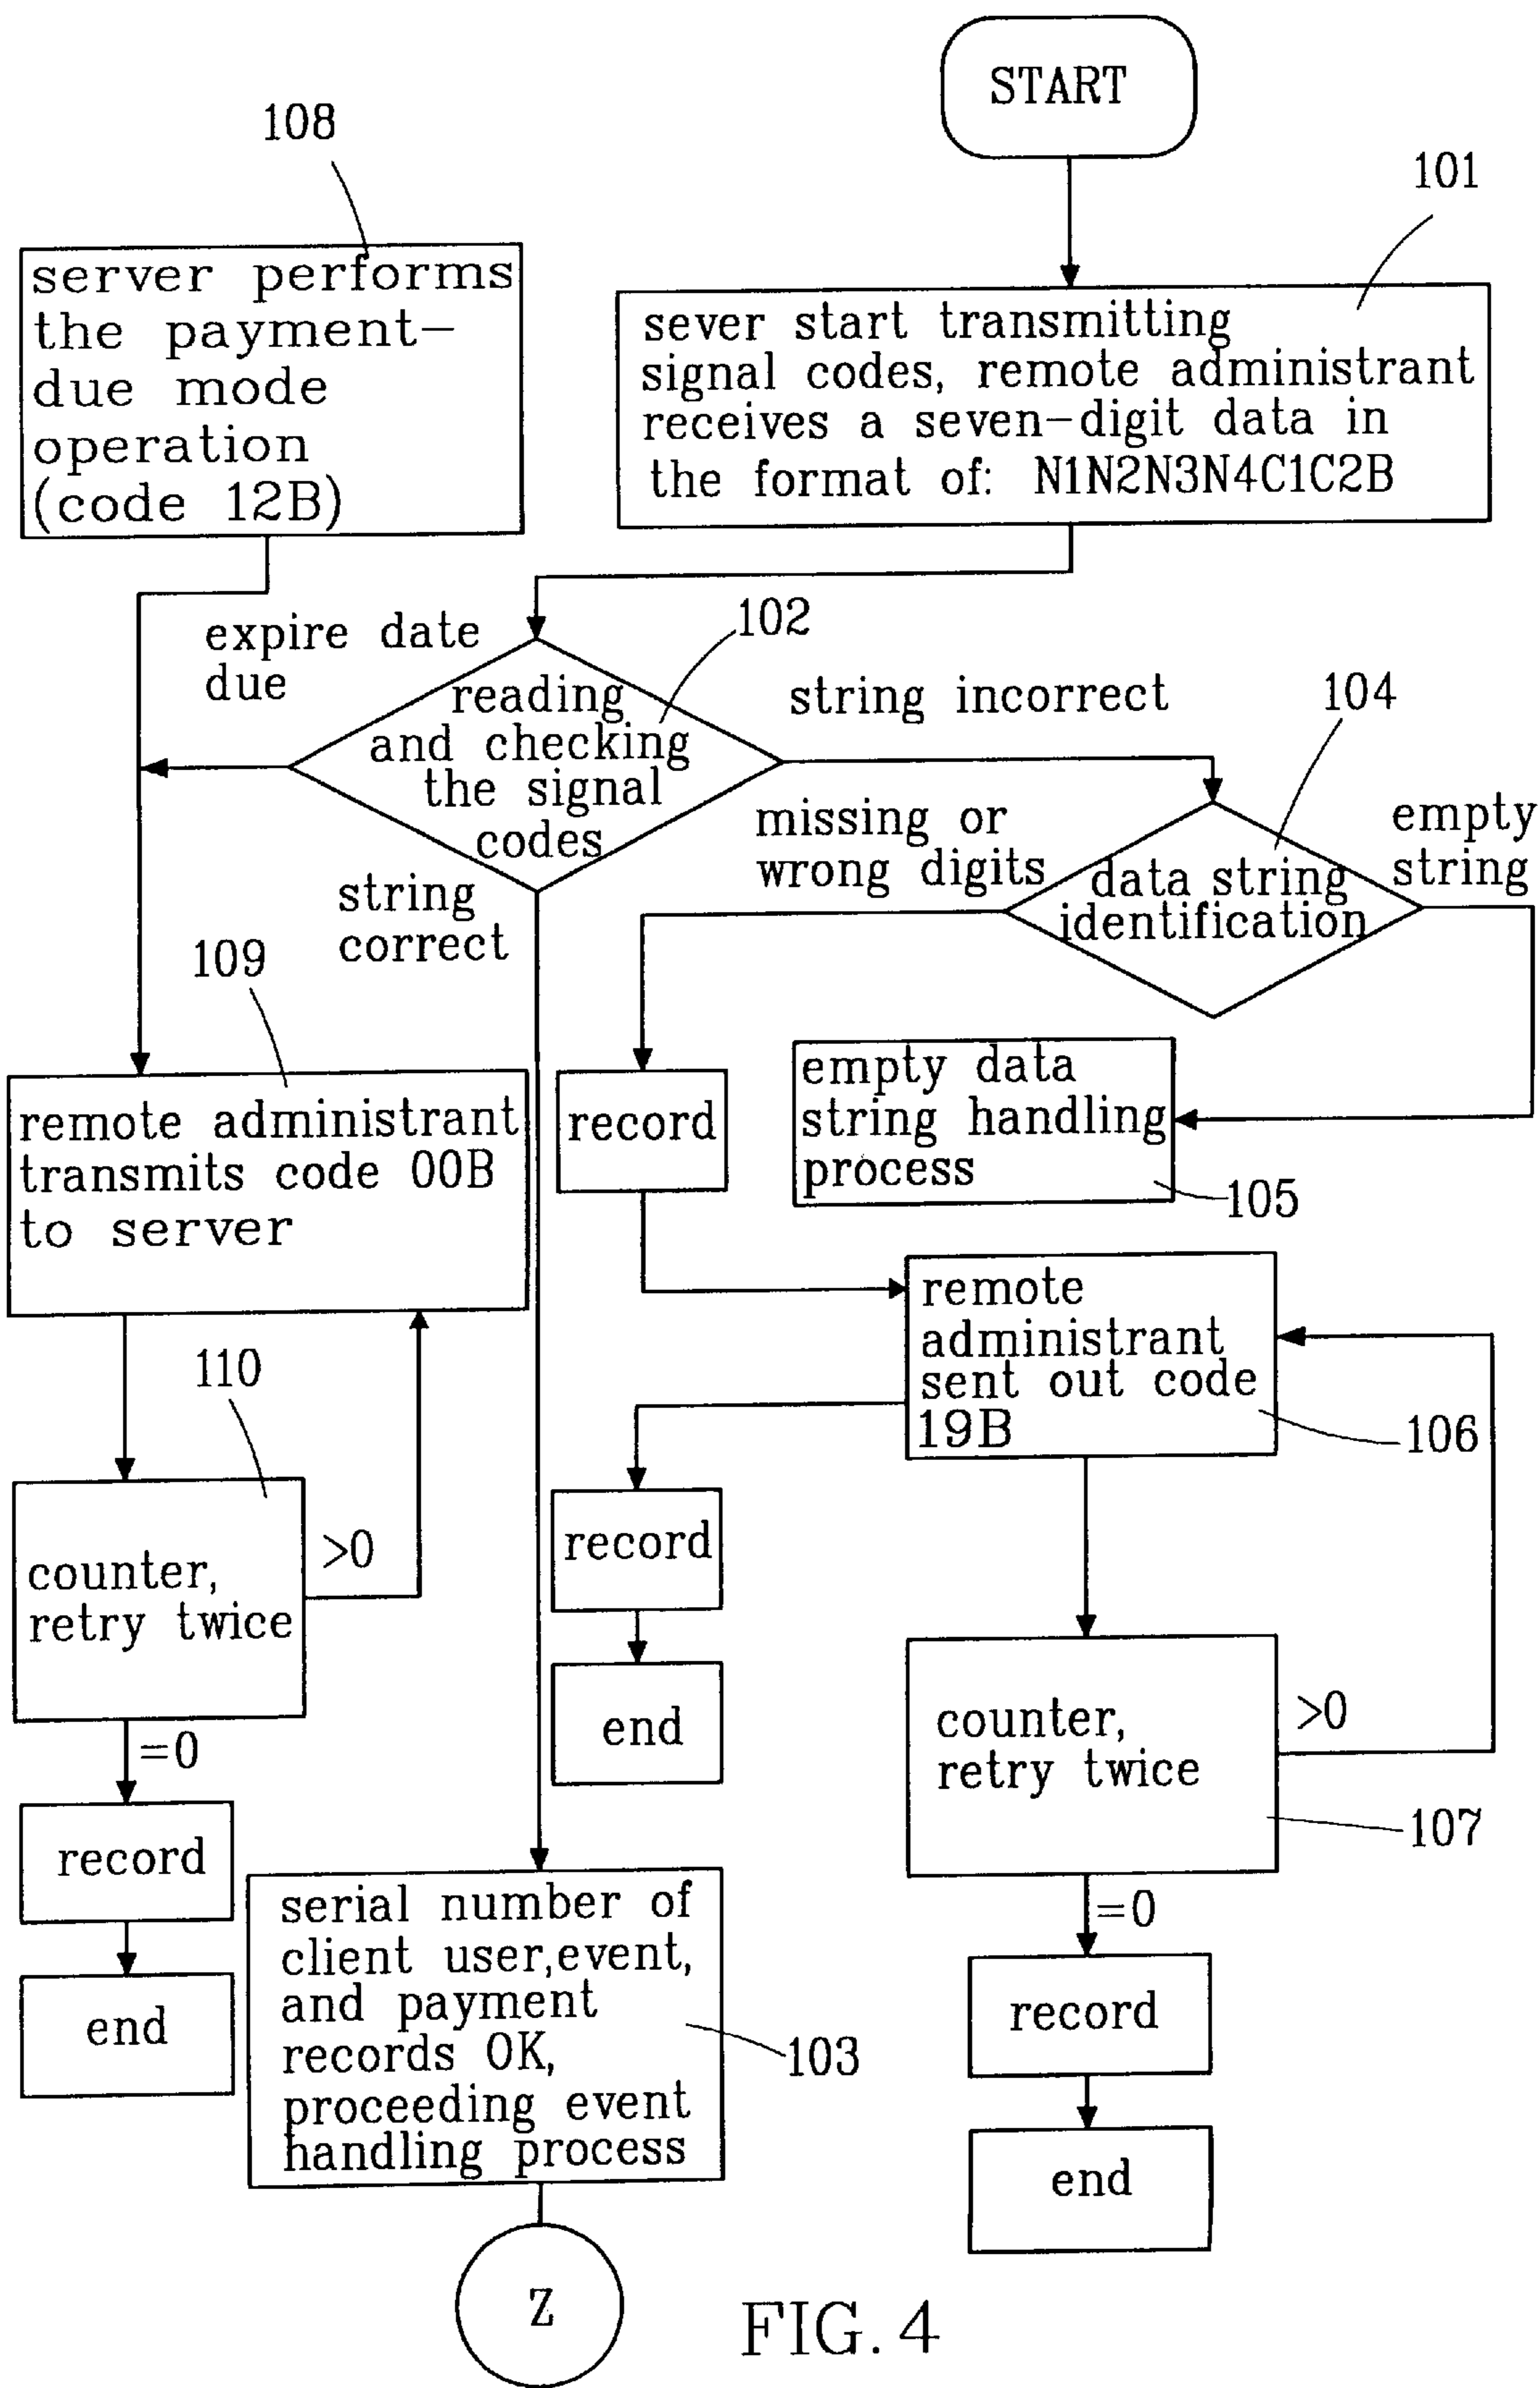 START
108
101
server performs
the payment-
due mode
operation
(code 12B)
sever start transmitting
signal codes, remote administrant
receives a seven-digit data in
the format of: N1N2N3N4C1C2B
expire date
due
102
reading
and checking
the signal
codes
string incorrect
104
missing or
wrong digits
empty
string
data string
identification
string
correct
109
remote administrant
transmits code 00B
to server
record
empty data
string handling
process
105
remote
administrant
sent out code
19B
106
110
counter,
retry twice
>0
record
end
counter,
retry twice
>0
107
=0
record
end
serial number of
client user,event,
and payment
records OK,
proceeding event
handling process
103
=0
record
end
Z
FIG. 4